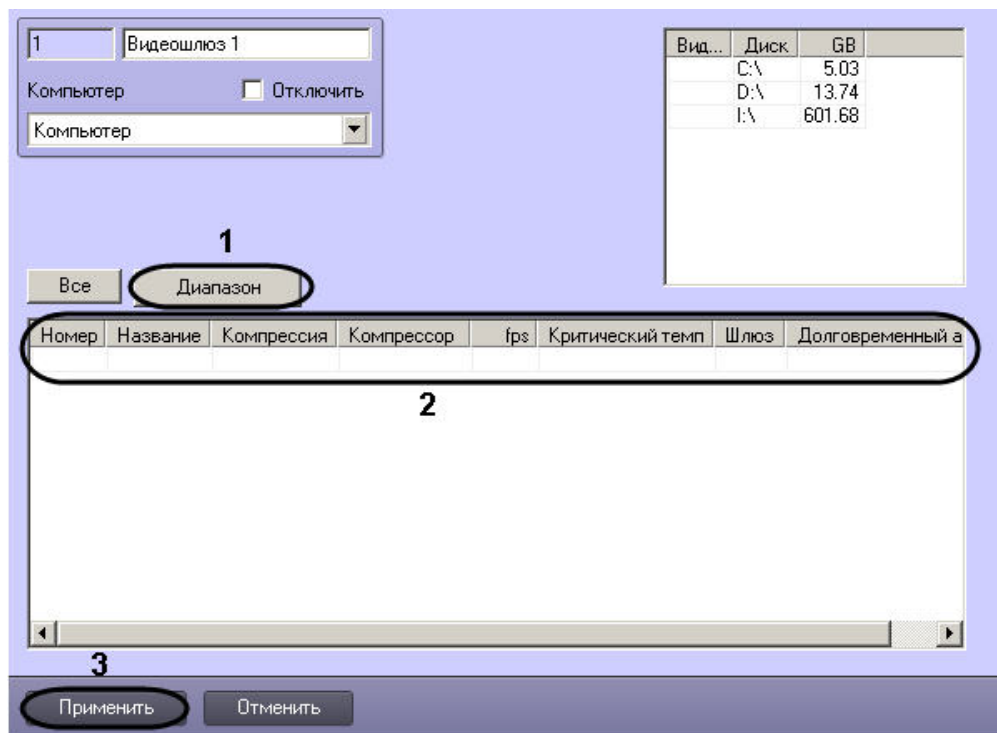 1 Видеошлюз 1
Компьютер Отключить
Компьютер
Вид... Диск GB
C:\ 5.03
D:\ 13.74
I:\ 601.68
1
Все Диапазон
Номер Название Компрессия Компрессор fps Критический темп Шлюз Долговременный а
2
3
Применить Отменить